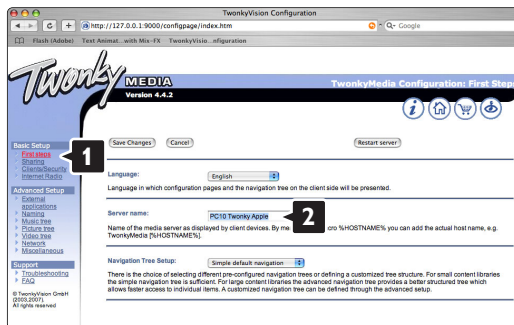 TwonkyVision Configuration
http://127.0.0.1:9000/configpage/index.htm
Q- Google
Flash (Adobe) Text Animat...with Mix-FX TwonkyVisio...nfiguration
Twonky MEDIA
Version 4.4.2
TwonkyMedia Configuration: First Step
Save Changes Cancel Restart server
Basic Setup
First steps
Sharing
Clients/Security
Internet Radio
Advanced Setup
External
applications
Naming
Music tree
Picture tree
Video tree
Network
Miscellaneous
Support
Troubleshooting
FAQ
© TwonkyVision GmbH
(2003,2007).
All rights reserved
1
Language: English
Language in which configuration pages and the navigation tree on the client side will be presented.
Server name: PC10 Twonky Apple
2
Name of the media server as displayed by client devices. By me cro %HOSTNAME% you can add the actual host name, e.g.
TwonkyMedia [%HOSTNAME%].
Navigation Tree Setup: Simple default navigation
There is the choice of selecting different pre-configured navigation trees or defining a customized tree structure. For small content libraries
the simple navigation tree is sufficient. For large content libraries the advanced navigation tree provides a better structured tree which
allows faster access to individual items. A customized navigation tree can be defined through the advanced setup.